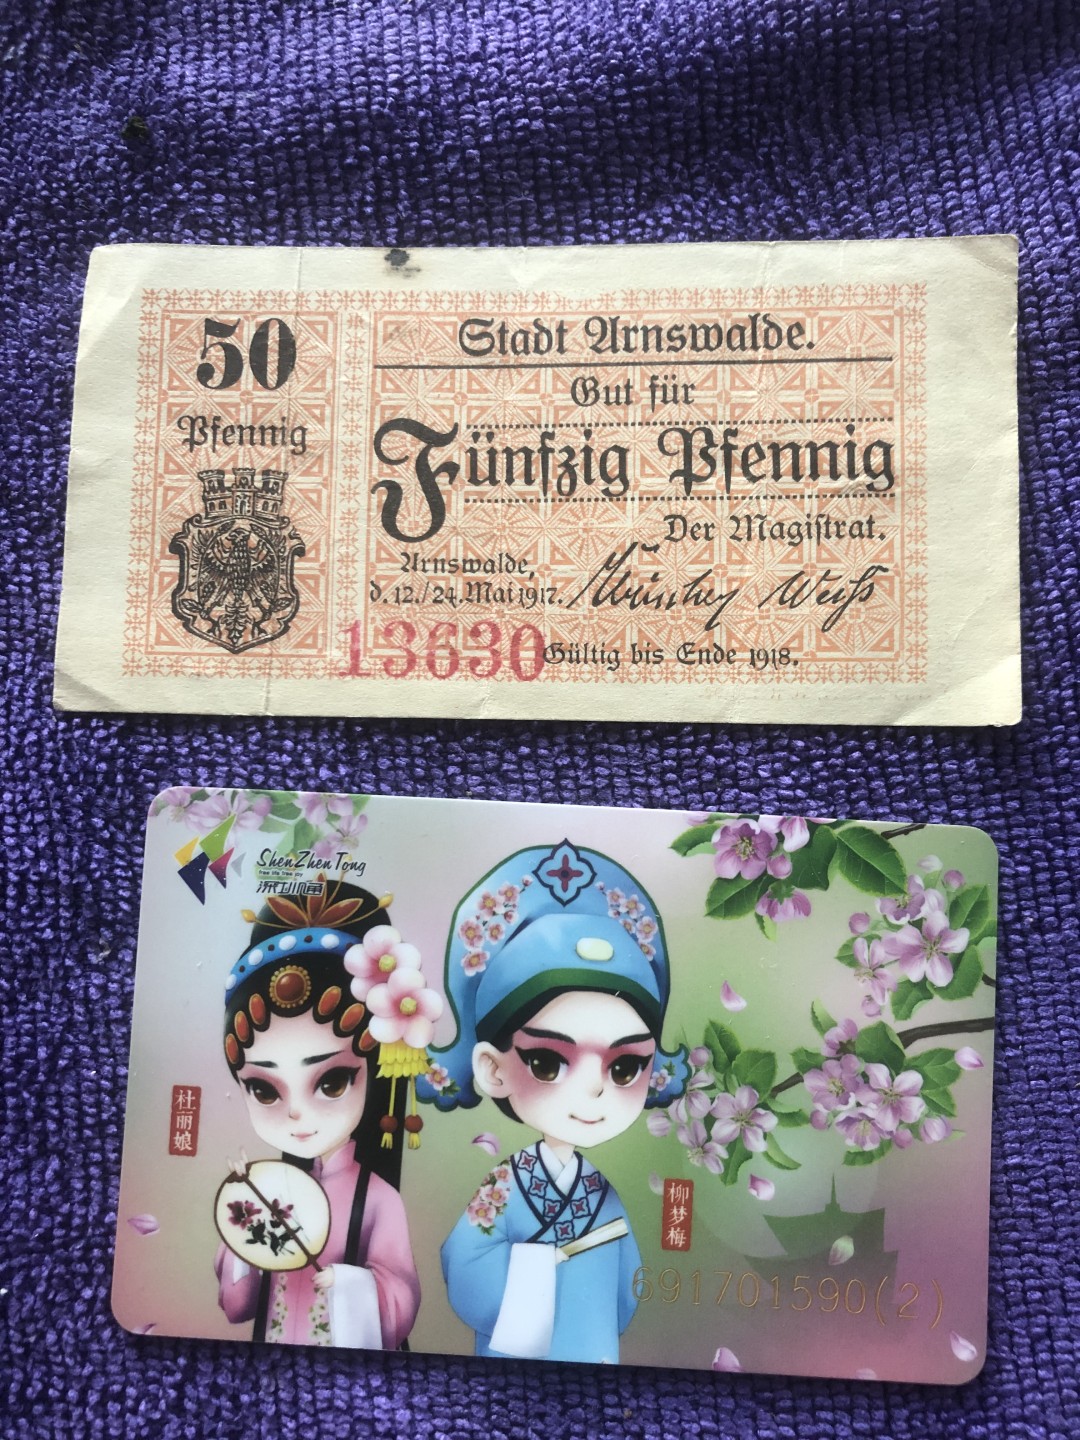 50
Pfennig
Stadt Arnswalde.
Gut für
Fünfzig Pfennig
Der Magistrat.
Arnswalde,
d. 12./24. Mai 1917.
13630
Gültig bis Ende 1918.
ShenZhen Tong
深圳通
杜丽娘
柳梦梅
691701590(2)